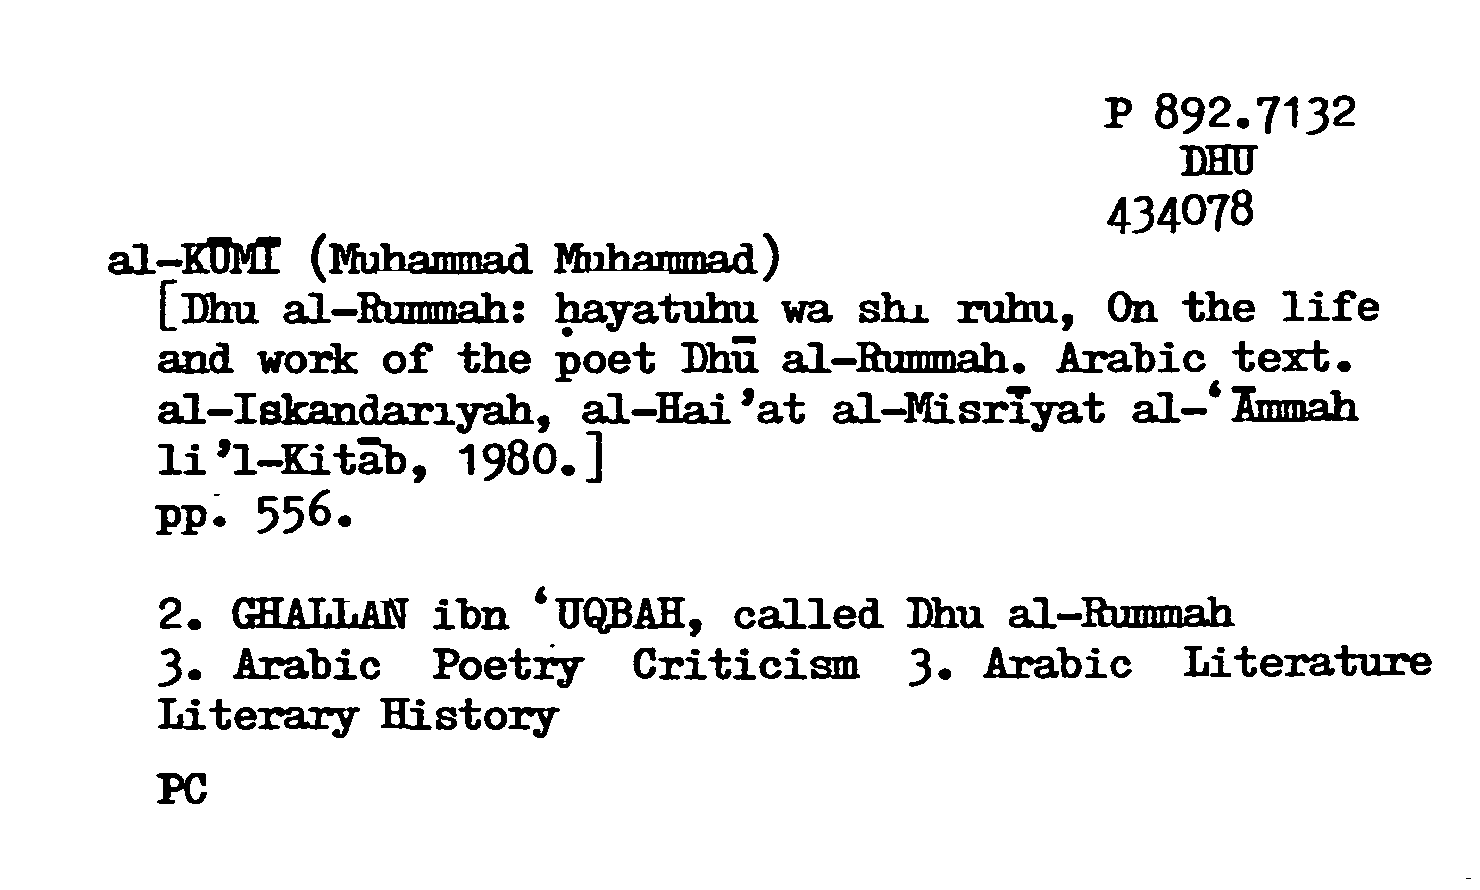 P 892.7132
DHU
434078
al-KŪMĪ (Muhammad Muhammad)
[Dhu al-Rummah: ḥayatuhu wa shı ruhu, On the life
and work of the poet Dhū al-Rummah. Arabic text.
al-Iskandarıyah, al-Hai’at al-Misrīyat al-‘Āmmah
li’l-Kitāb, 1980.]
pp. 556.
2. GHALLAN ibn ‘UQBAH, called Dhu al-Rummah
3. Arabic Poetry Criticism 3. Arabic Literature
Literary History
PC